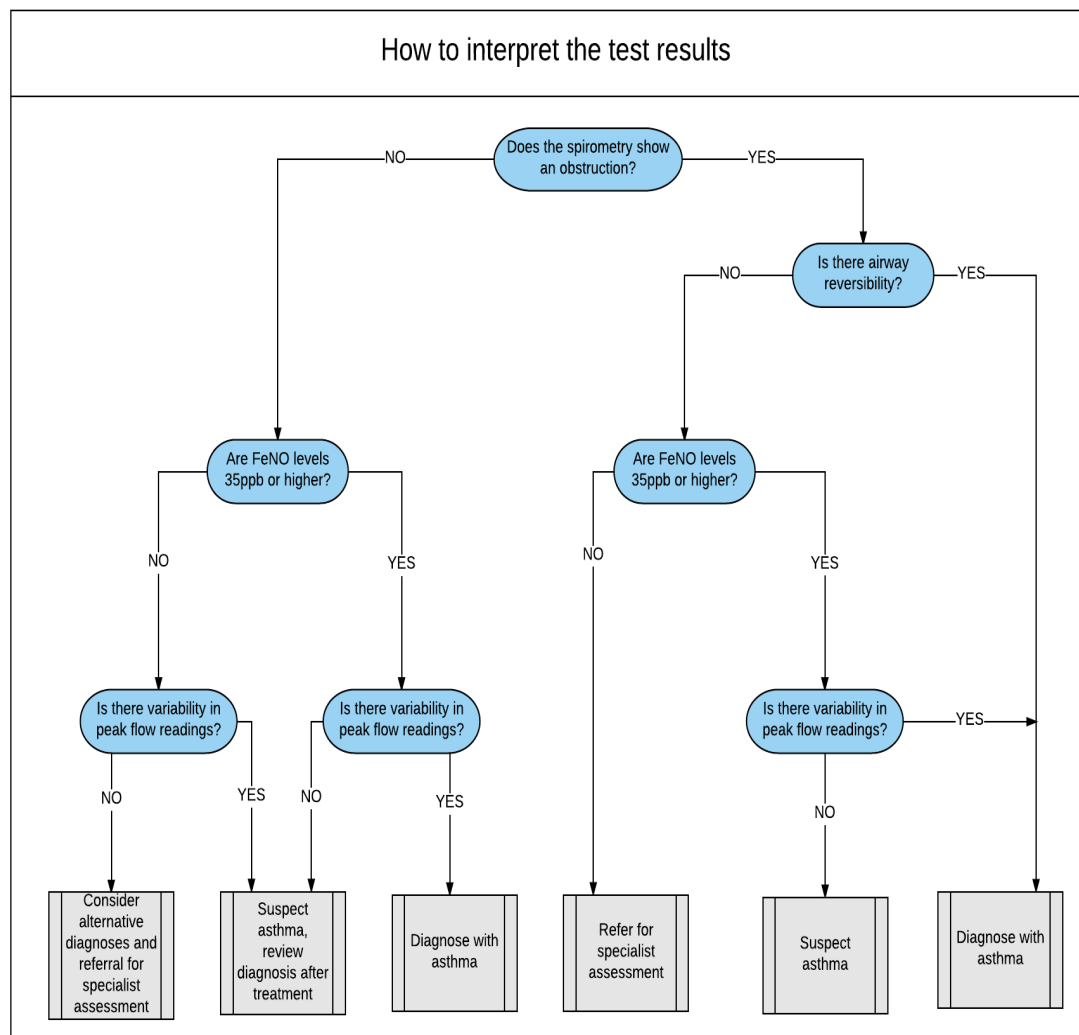 How to interpret the test results
Does the spirometry show
an obstruction?
NO
YES
Is there airway
reversibility?
NO
YES
Are FeNO levels
35ppb or higher?
Are FeNO levels
35ppb or higher?
NO
YES
NO
YES
Is there variability in
peak flow readings?
Is there variability in
peak flow readings?
Is there variability in
peak flow readings?
YES
NO
YES
NO
YES
NO
Consider
alternative
diagnoses and
referral for
specialist
assessment
Suspect
asthma,
review
diagnosis after
treatment
Diagnose with
asthma
Refer for
specialist
assessment
Suspect
asthma
Diagnose with
asthma